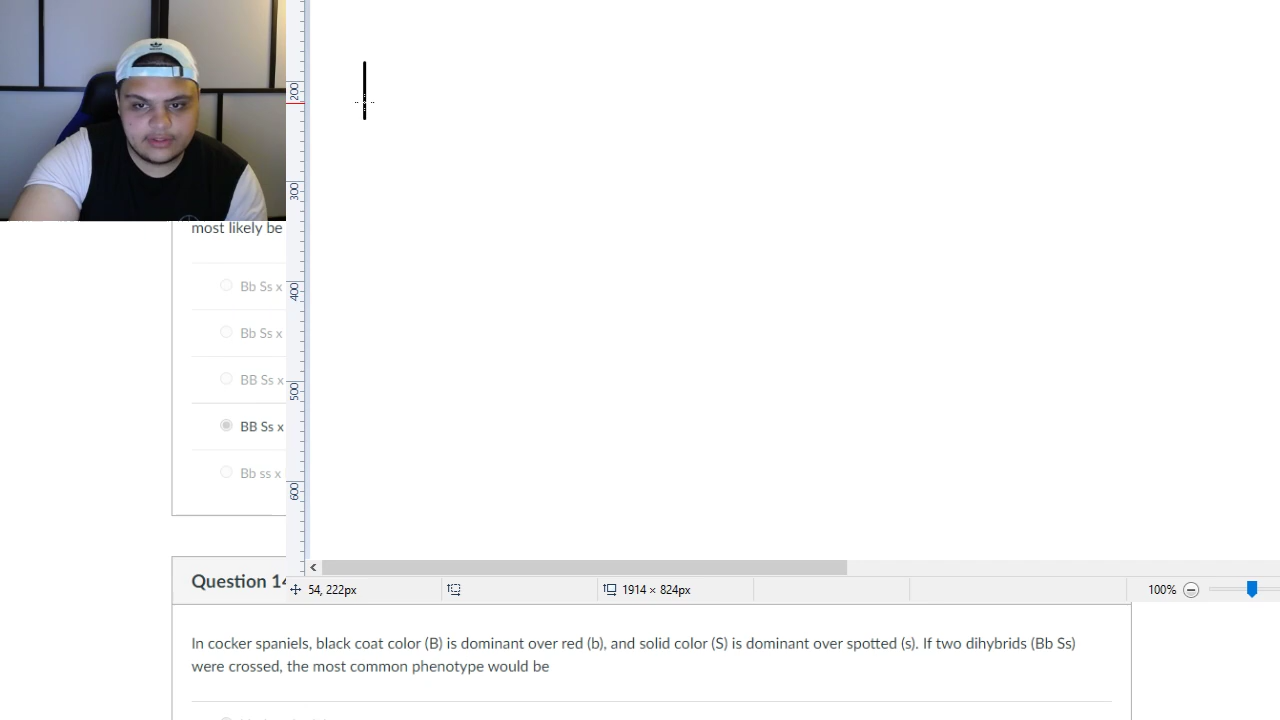 200
300
400
500
600
most likely be
Bb Ss x
Bb Ss x
BB Ss x
BB Ss x
Bb ss x
54, 222px
1914 × 824px
100%
Question 14
In cocker spaniels, black coat color (B) is dominant over red (b), and solid color (S) is dominant over spotted (s). If two dihybrids (Bb Ss)
were crossed, the most common phenotype would be